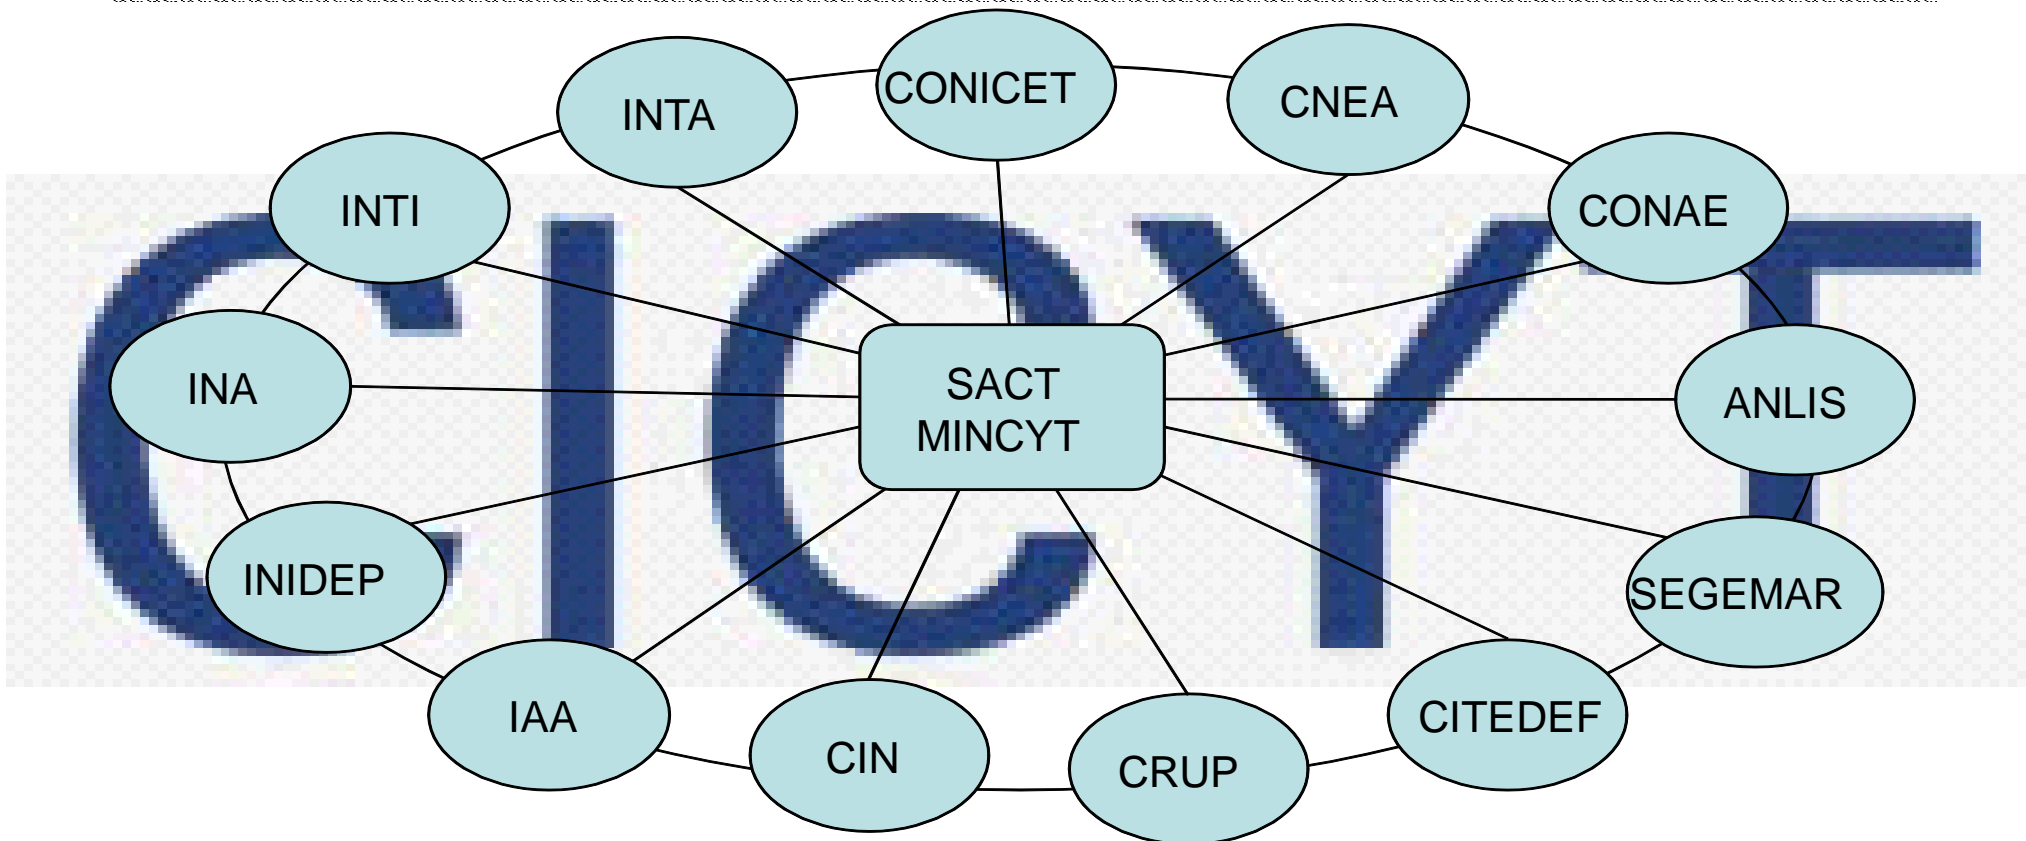 CONICET
CNEA
INTA
INTI
CONAE
INA
SACT
MINCYT
ANLIS
INIDEP
SEGEMAR
IAA
CIN
CRUP
CITEDEF
CICYT